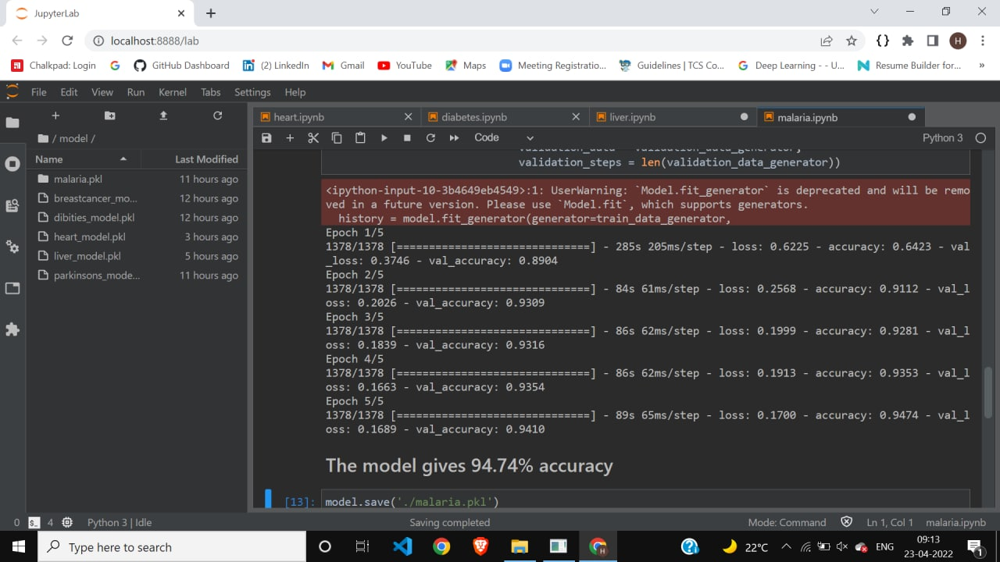 JupyterLab
localhost:8888/lab
H
Chalkpad: Login
GitHub Dashboard
(2) LinkedIn
Gmail
YouTube
Maps
Meeting Registratio...
Guidelines | TCS Co...
Deep Learning - - U...
Resume Builder for...
»
File Edit View Run Kernel Tabs Settings Help
/ model /
Name Last Modified
malaria.pkl 11 hours ago
breastcancer_mo... 12 hours ago
dibities_model.pkl 12 hours ago
heart_model.pkl 3 hours ago
liver_model.pkl 5 hours ago
parkinsons_mode... 11 hours ago
heart.ipynb
diabetes.ipynb
liver.ipynb
malaria.ipynb
Code
Python 3
validation_data = validation_data_generator,
validation_steps = len(validation_data_generator))
<ipython-input-10-3b4649eb4549>:1: UserWarning: `Model.fit_generator` is deprecated and will be remo
ved in a future version. Please use `Model.fit`, which supports generators.
history = model.fit_generator(generator=train_data_generator,
Epoch 1/5
1378/1378 [==============================] - 285s 205ms/step - loss: 0.6225 - accuracy: 0.6423 - val
_loss: 0.3746 - val_accuracy: 0.8904
Epoch 2/5
1378/1378 [==============================] - 84s 61ms/step - loss: 0.2568 - accuracy: 0.9112 - val_l
oss: 0.2026 - val_accuracy: 0.9309
Epoch 3/5
1378/1378 [==============================] - 86s 62ms/step - loss: 0.1999 - accuracy: 0.9281 - val_l
oss: 0.1839 - val_accuracy: 0.9316
Epoch 4/5
1378/1378 [==============================] - 86s 62ms/step - loss: 0.1913 - accuracy: 0.9353 - val_l
oss: 0.1663 - val_accuracy: 0.9354
Epoch 5/5
1378/1378 [==============================] - 89s 65ms/step - loss: 0.1700 - accuracy: 0.9474 - val_l
oss: 0.1689 - val_accuracy: 0.9410
The model gives 94.74% accuracy
[13]: model.save('./malaria.pkl')
0 $_ 4 Python 3 | Idle
Saving completed
Mode: Command
Ln 1, Col 1 malaria.ipynb
Type here to search
22°C
ENG
09:13
23-04-2022
1